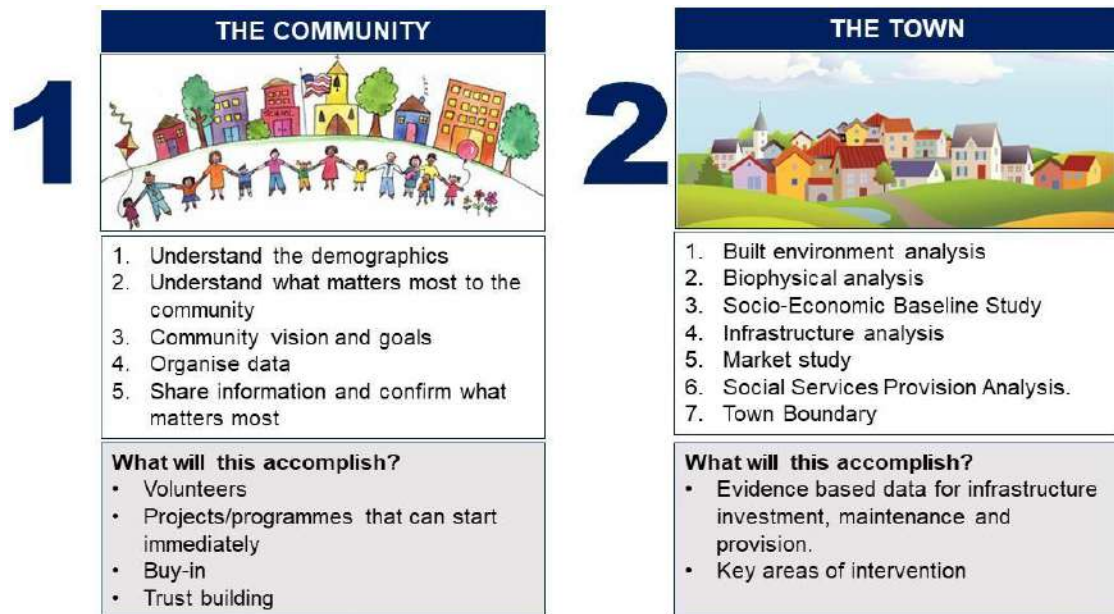 1
THE COMMUNITY
1. Understand the demographics
2. Understand what matters most to the
community
3. Community vision and goals
4. Organise data
5. Share information and confirm what
matters most
What will this accomplish?
• Volunteers
• Projects/programmes that can start
immediately
• Buy-in
• Trust building
2
THE TOWN
1. Built environment analysis
2. Biophysical analysis
3. Socio-Economic Baseline Study
4. Infrastructure analysis
5. Market study
6. Social Services Provision Analysis.
7. Town Boundary
What will this accomplish?
• Evidence based data for infrastructure
investment, maintenance and
provision.
• Key areas of intervention